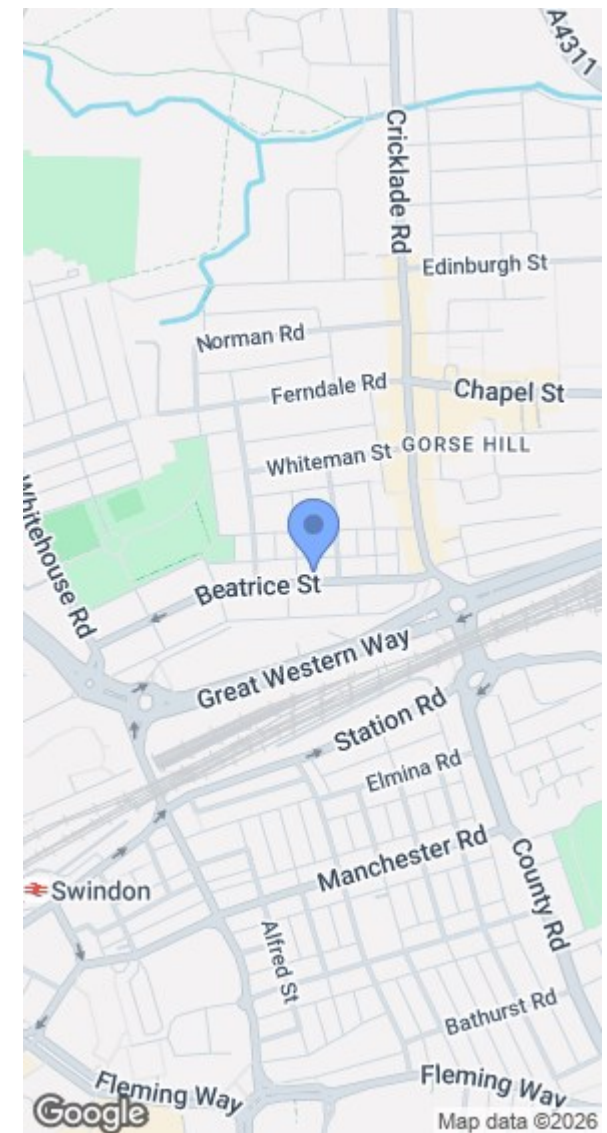 A4311
Cricklade Rd
Edinburgh St
Norman Rd
Ferndale Rd
Chapel St
Whiteman St
GORSE HILL
Whitehouse Rd
Beatrice St
Great Western Way
Station Rd
Elmina Rd
Manchester Rd
County Rd
Swindon
Alfred St
Bathurst Rd
Fleming Way
Fleming Way
Google
Map data ©2026